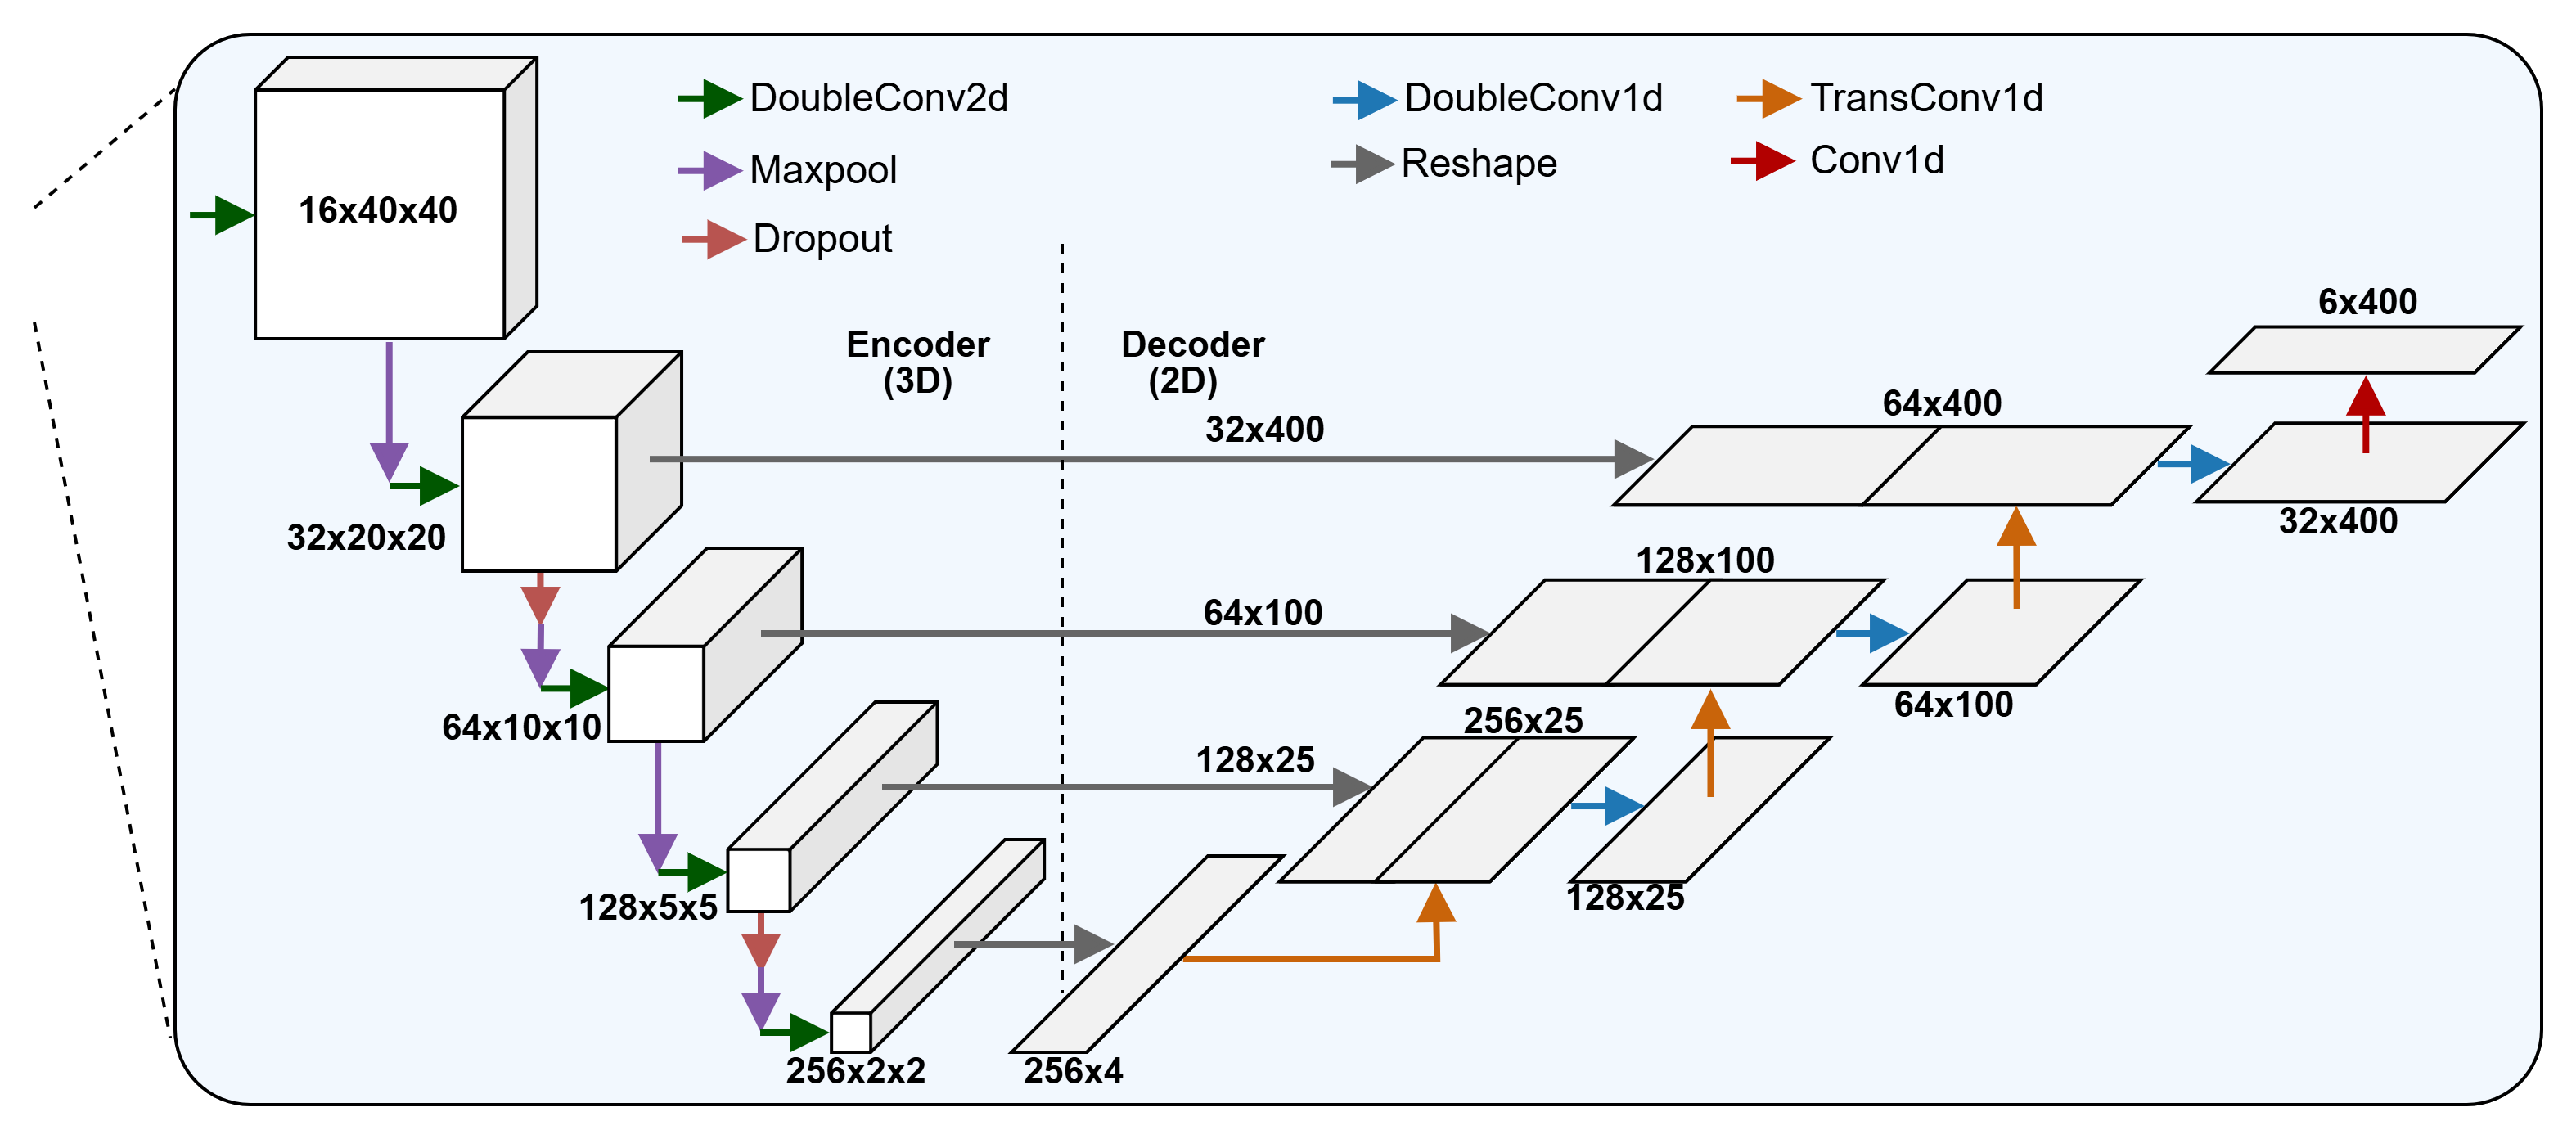 DoubleConv2d
Maxpool
Dropout
DoubleConv1d
Reshape
TransConv1d
Conv1d
16x40x40
Encoder
(3D)
Decoder
(2D)
6x400
32x400
64x400
32x400
32x20x20
64x100
128x100
64x100
64x10x10
128x25
256x25
128x25
128x5x5
256x2x2
256x4